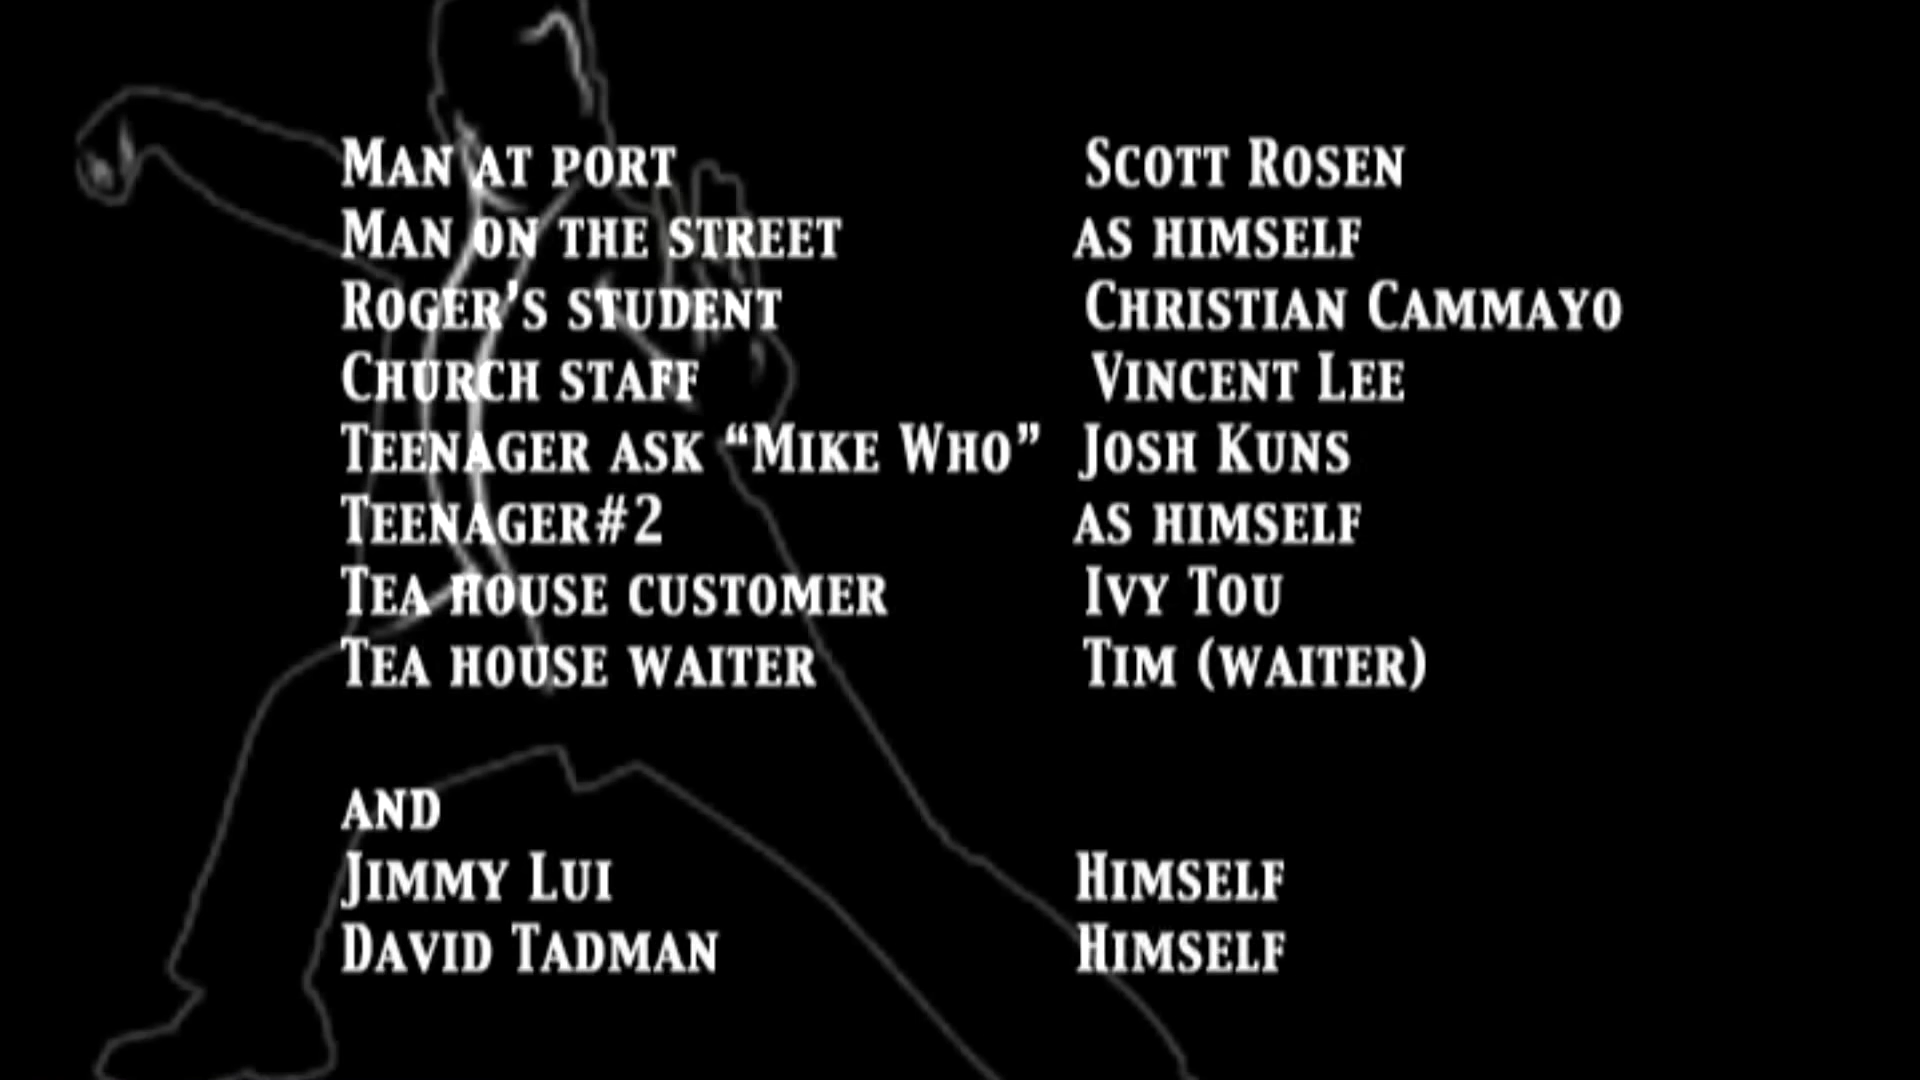 Man at port Scott Rosen
Man on the street as himself
Roger's student Christian Cammayo
Church staff Vincent Lee
Teenager ask “Mike Who” Josh Kuns
Teenager#2 as himself
Tea house customer Ivy Tou
Tea house waiter Tim (waiter)
and
Jimmy Lui Himself
David Tadman Himself